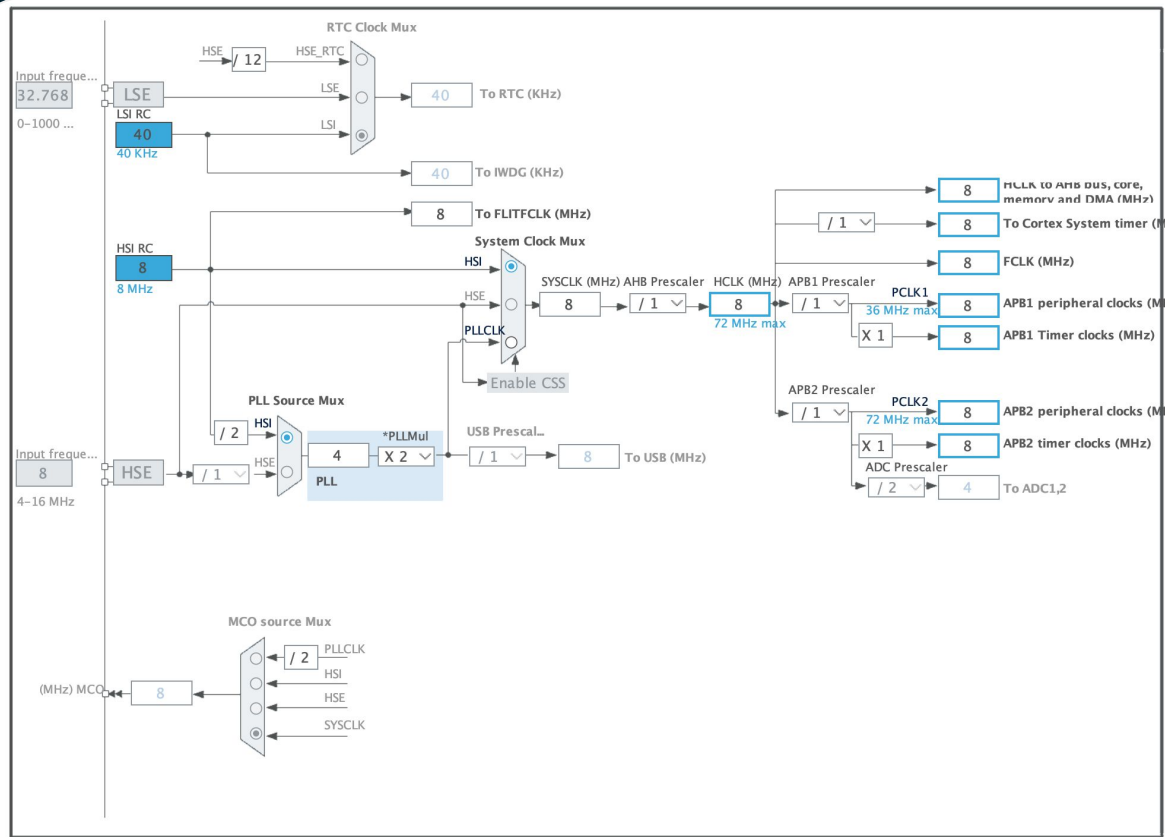 RTC Clock Mux
HSE
/ 12
HSE_RTC
Input freque...
32.768
0-1000 ...
LSE
LSE
40
To RTC (KHz)
LSI RC
40
40 KHz
LSI
40
To IWDG (KHz)
8
To FLITFCLK (MHz)
HSI RC
8
8 MHz
System Clock Mux
HSI
HSE
PLLCLK
Enable CSS
SYSCLK (MHz)
8
AHB Prescaler
/ 1
HCLK (MHz)
8
72 MHz max
8
HCLK to AHB bus, core,
memory and DMA (MHz)
/ 1
8
To Cortex System timer (M
8
FCLK (MHz)
APB1 Prescaler
/ 1
PCLK1
36 MHz max
8
APB1 peripheral clocks (M
X 1
8
APB1 Timer clocks (MHz)
APB2 Prescaler
/ 1
PCLK2
72 MHz max
8
APB2 peripheral clocks (M
X 1
8
APB2 timer clocks (MHz)
ADC Prescaler
/ 2
4
To ADC1,2
PLL Source Mux
/ 2
HSI
HSE
4
*PLLMul
X 2
PLL
USB Prescal...
/ 1
8
To USB (MHz)
Input freque...
8
4-16 MHz
HSE
/ 1
MCO source Mux
/ 2
PLLCLK
HSI
HSE
SYSCLK
(MHz) MCO
8